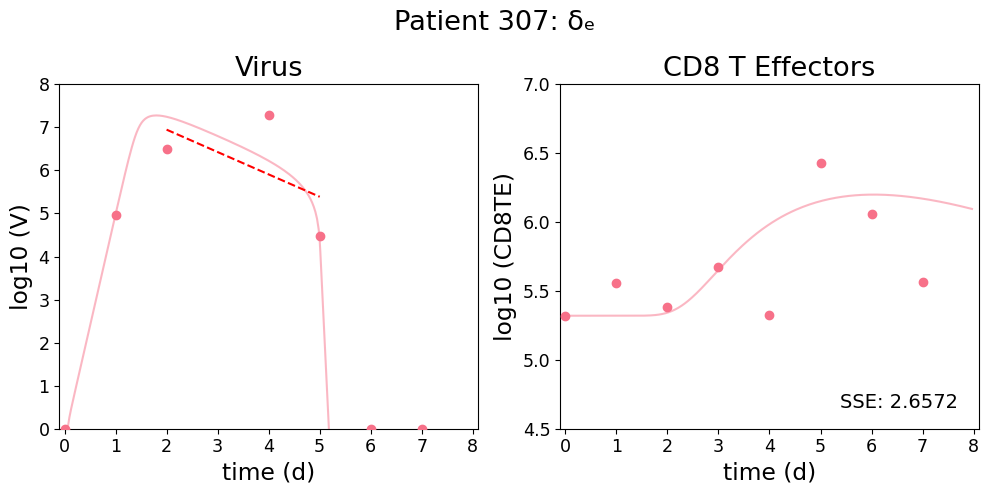 Patient 307: δₑ
Virus
CD8 T Effectors
log10 (V)
8
7
6
5
4
3
2
1
0
0 1 2 3 4 5 6 7 8
time (d)
log10 (CD8TE)
7.0
6.5
6.0
5.5
5.0
4.5
SSE: 2.6572
0 1 2 3 4 5 6 7 8
time (d)